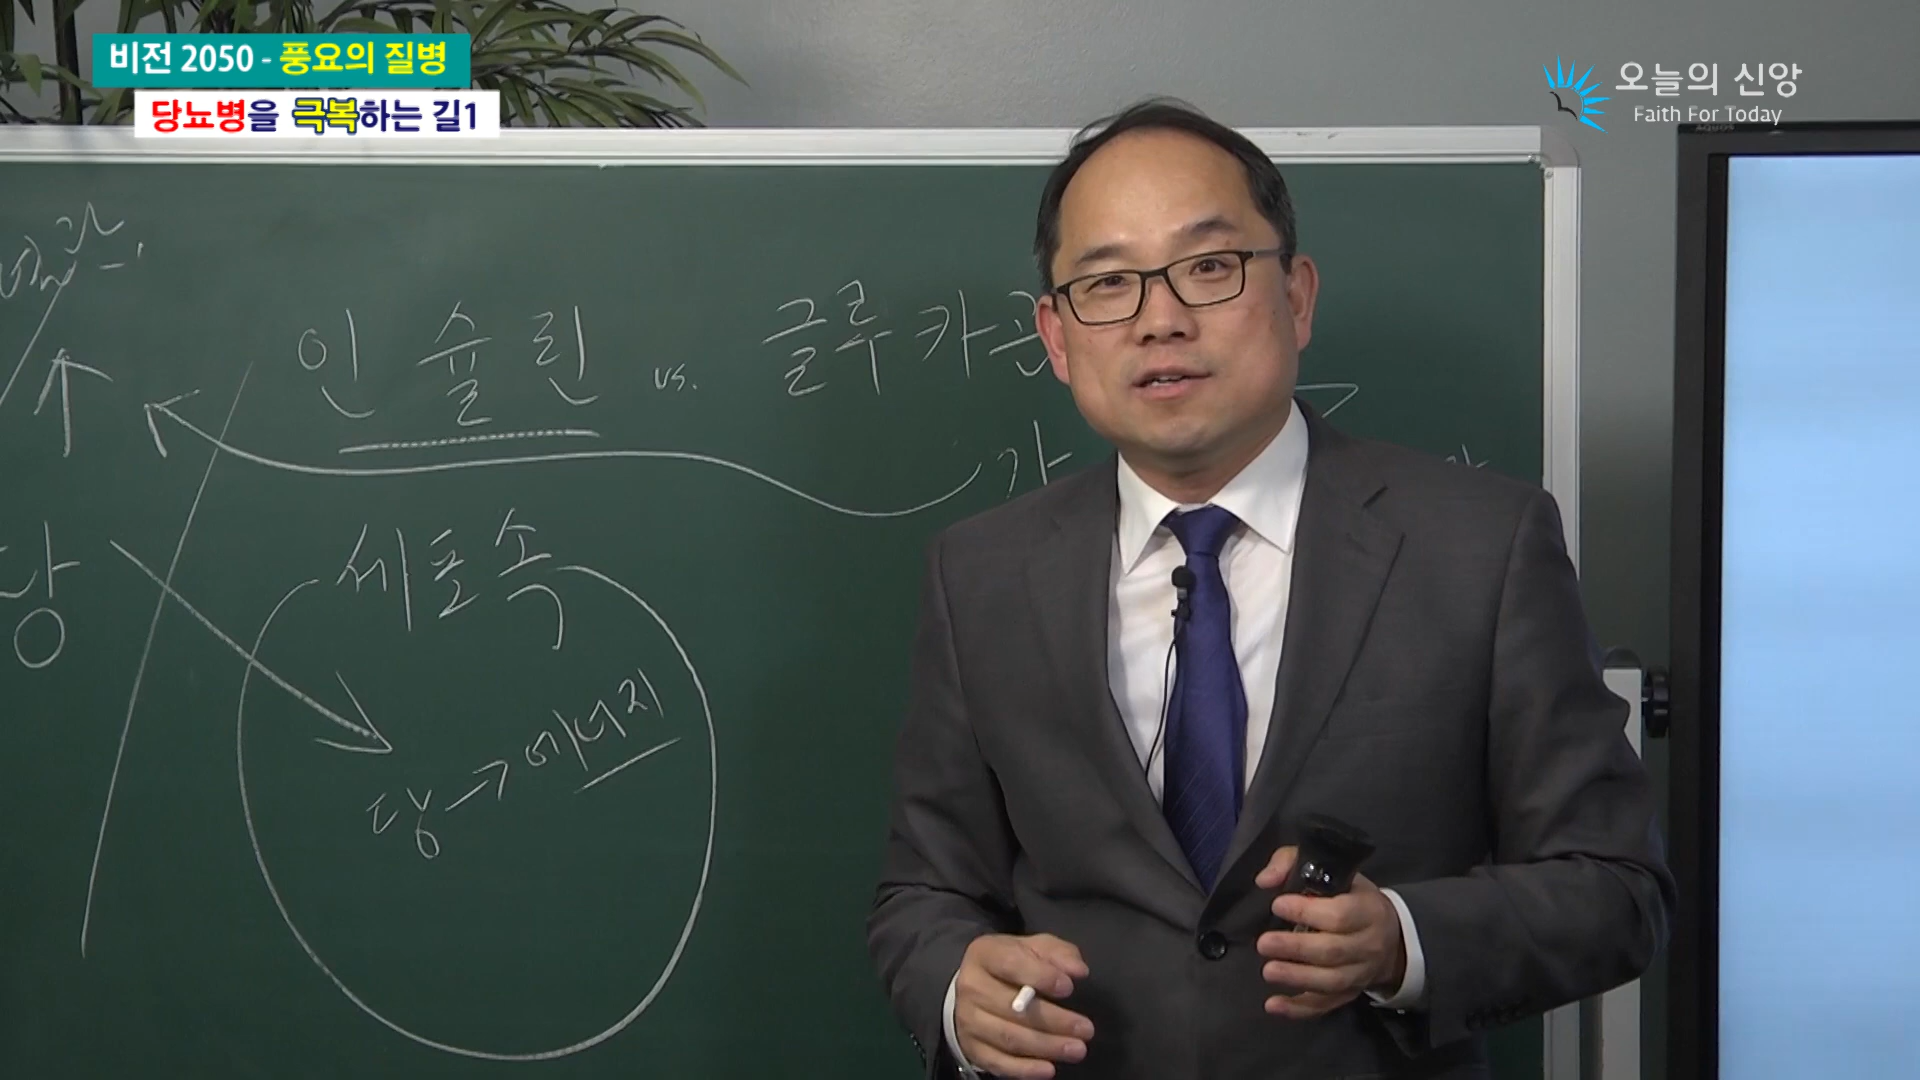 비전 2050 - 풍요의 질병
당뇨병을 극복하는 길1
오늘의 신앙
Faith For Today
AQUOS
인슐린 vs. 글루카곤
간
세포속
당
당→에너지